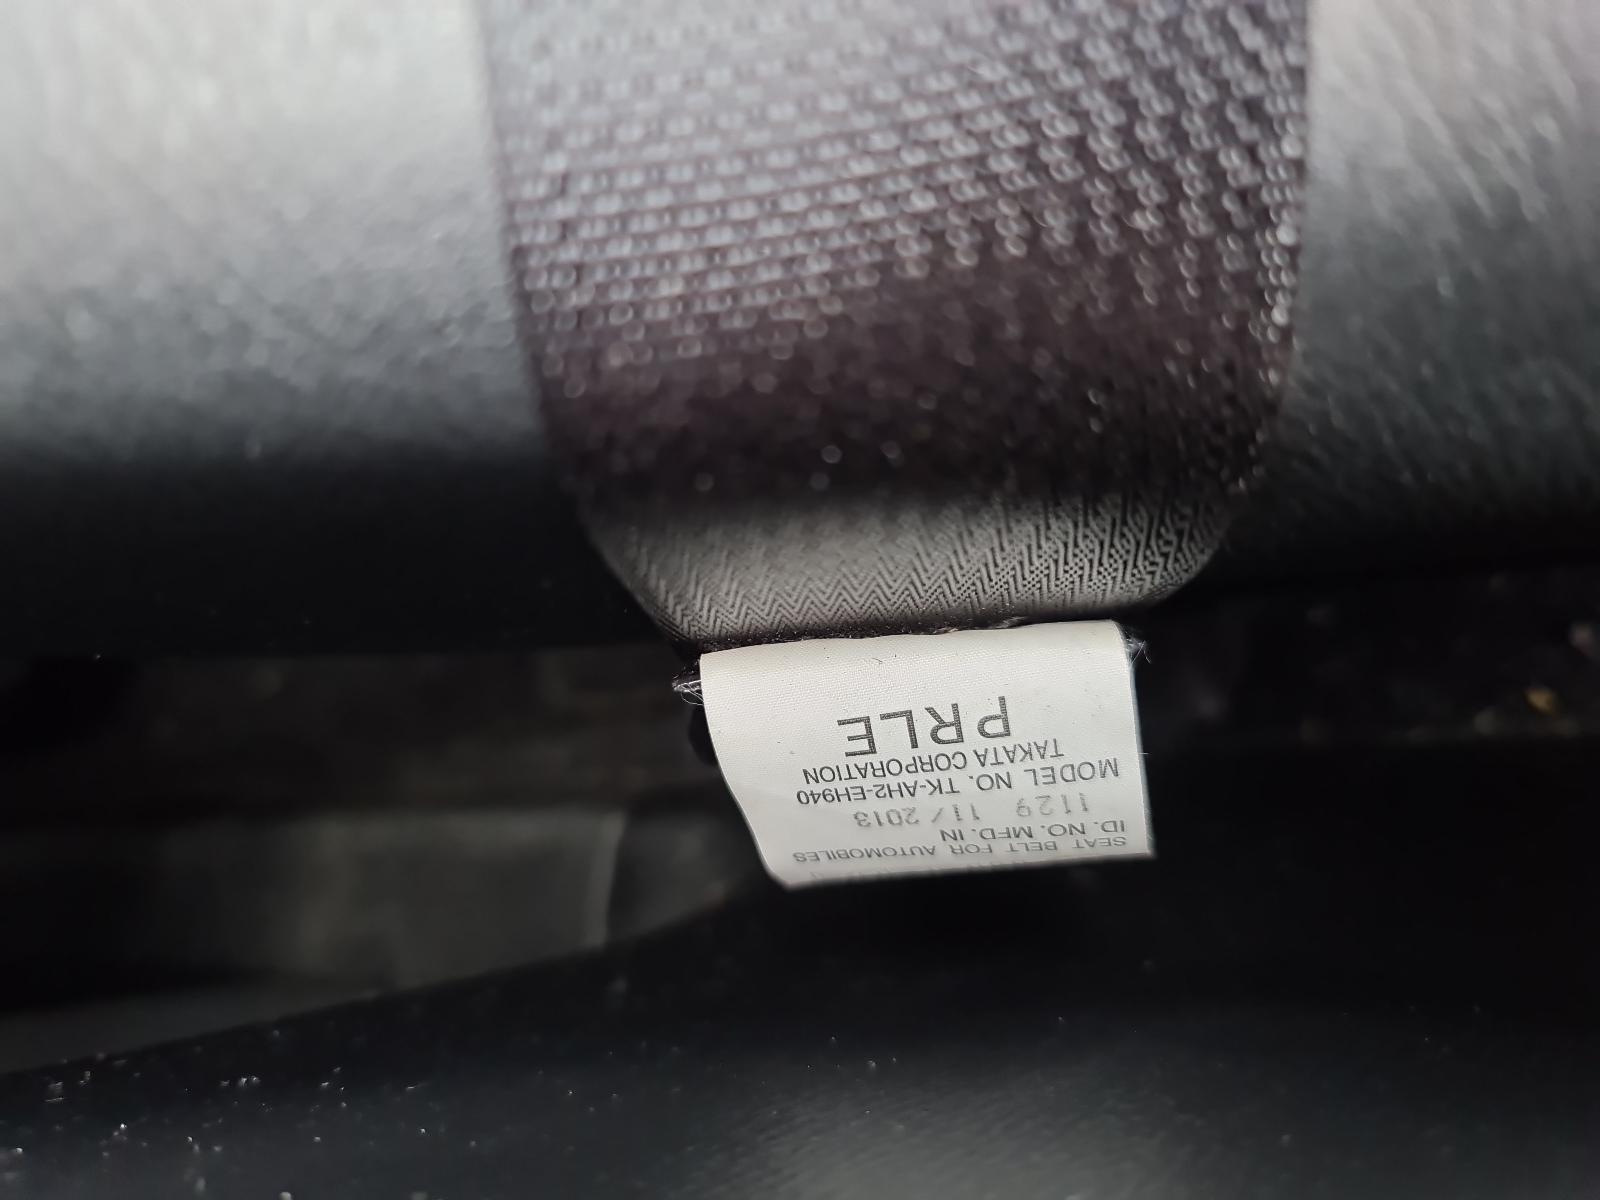 SEAT BELT FOR AUTOMOBILES
ID. NO. MFD. IN
1129 11/2013
MODEL NO. TK-AH2-EH940
TAKATA CORPORATION
PRLE